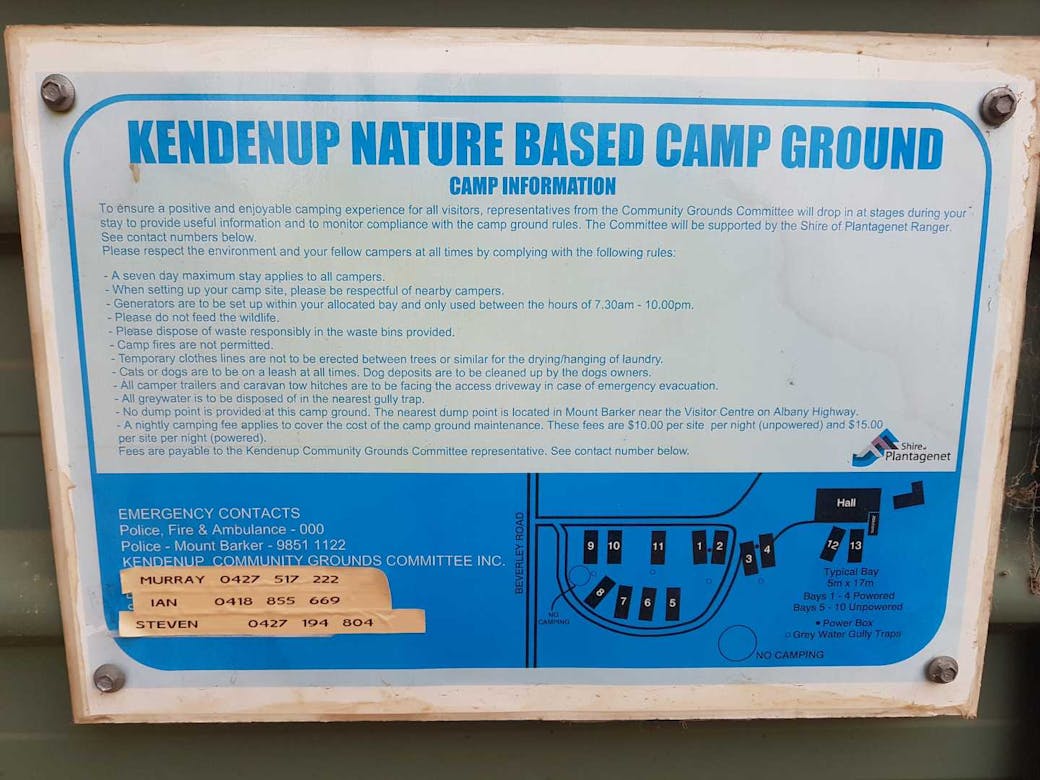 KENDENUP NATURE BASED CAMP GROUND
CAMP INFORMATION
To ensure a positive and enjoyable camping experience for all visitors, representatives from the Community Grounds Committee will drop in at stages during your
stay to provide useful information and to monitor compliance with the camp ground rules. The Committee will be supported by the Shire of Plantagenet Ranger.
See contact numbers below.
Please respect the environment and your fellow campers at all times by complying with the following rules:
- A seven day maximum stay applies to all campers.
- When setting up your camp site, please be respectful of nearby campers.
- Generators are to be set up within your allocated bay and only used between the hours of 7.30am - 10.00pm.
- Please do not feed the wildlife.
- Please dispose of waste responsibly in the waste bins provided.
- Camp fires are not permitted.
- Temporary clothes lines are not to be erected between trees or similar for the drying/hanging of laundry.
- Cats or dogs are to be on a leash at all times. Dog deposits are to be cleaned up by the dogs owners.
- All camper trailers and caravan tow hitches are to be facing the access driveway in case of emergency evacuation.
- All greywater is to be disposed of in the nearest gully trap.
- No dump point is provided at this camp ground. The nearest dump point is located in Mount Barker near the Visitor Centre on Albany Highway.
- A nightly camping fee applies to cover the cost of the camp ground maintenance. These fees are $10.00 per site per night (unpowered) and $15.00
per site per night (powered).
Fees are payable to the Kendenup Community Grounds Committee representative. See contact number below.
Shire of
Plantagenet
EMERGENCY CONTACTS
Police, Fire & Ambulance - 000
Police - Mount Barker - 9851 1122
KENDENUP COMMUNITY GROUNDS COMMITTEE INC.
MURRAY 0427 517 222
IAN 0418 855 669
STEVEN 0427 194 804
BEVERLEY ROAD
Hall
9 10 11 1 2
3 4 12 13
8 7 6 5
NO
CAMPING
Typical Bay
5m x 17m
Bays 1 - 4 Powered
Bays 5 - 10 Unpowered
• Power Box
○ Grey Water Gully Traps
NO CAMPING